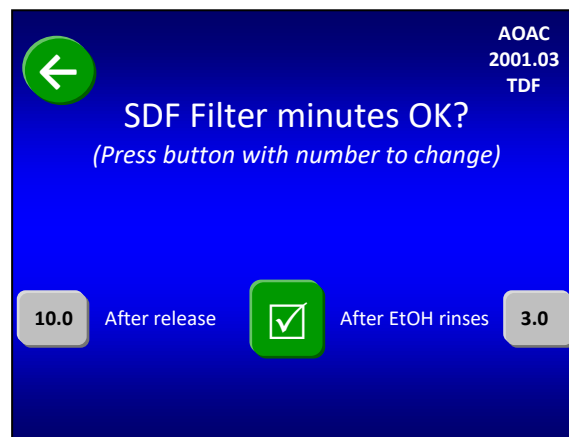 AOAC
2001.03
TDF
SDF Filter minutes OK?
(Press button with number to change)
10.0 After release After EtOH rinses 3.0